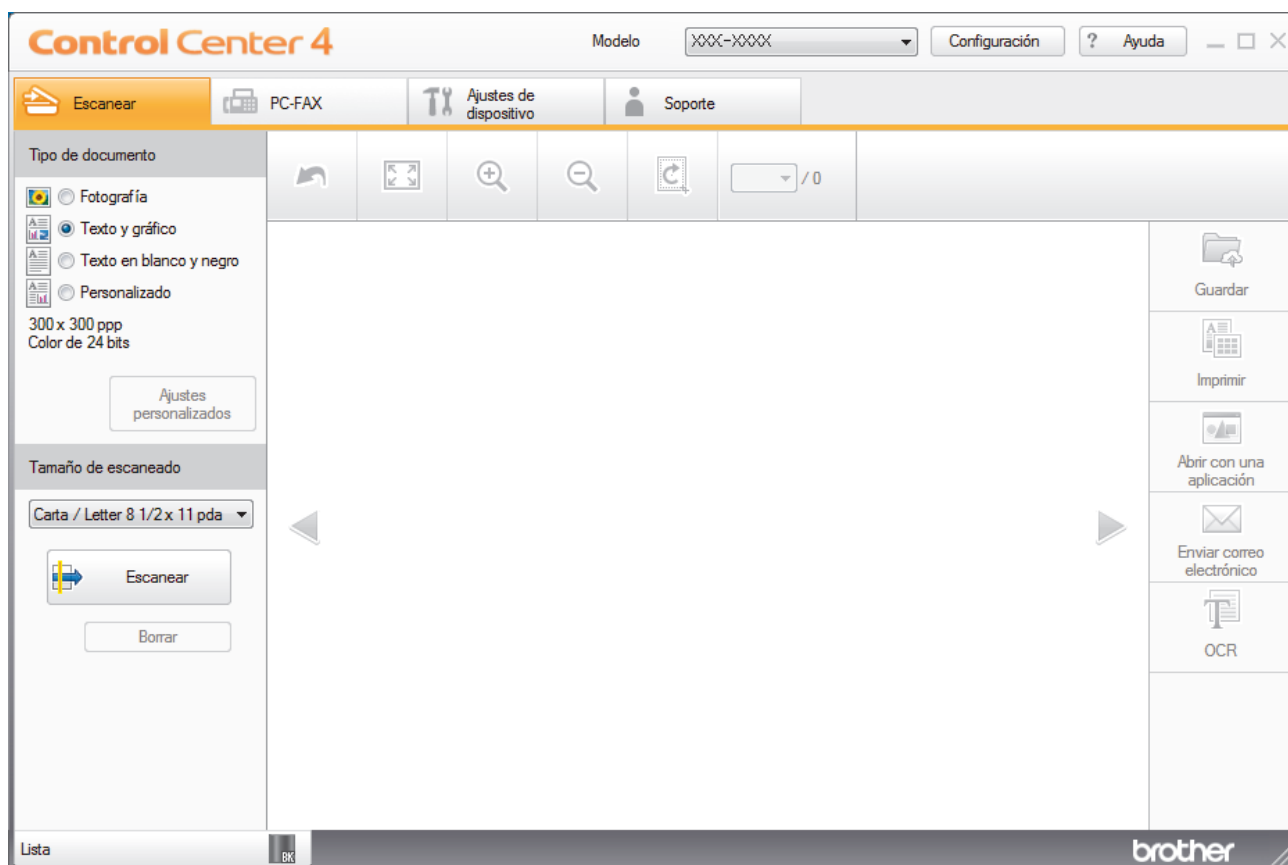 Control Center 4
Modelo
XXX-XXXX
Configuración
? Ayuda
Escanear
PC-FAX
Ajustes de
dispositivo
Soporte
Tipo de documento
/ 0
Fotografía
Texto y gráfico
Texto en blanco y negro
Personalizado
300 x 300 ppp
Color de 24 bits
Ajustes
personalizados
Tamaño de escaneado
Carta / Letter 8 1/2 x 11 pda
Escanear
Borrar
Guardar
Imprimir
Abrir con una
aplicación
Enviar correo
electrónico
OCR
Lista
BK
brother